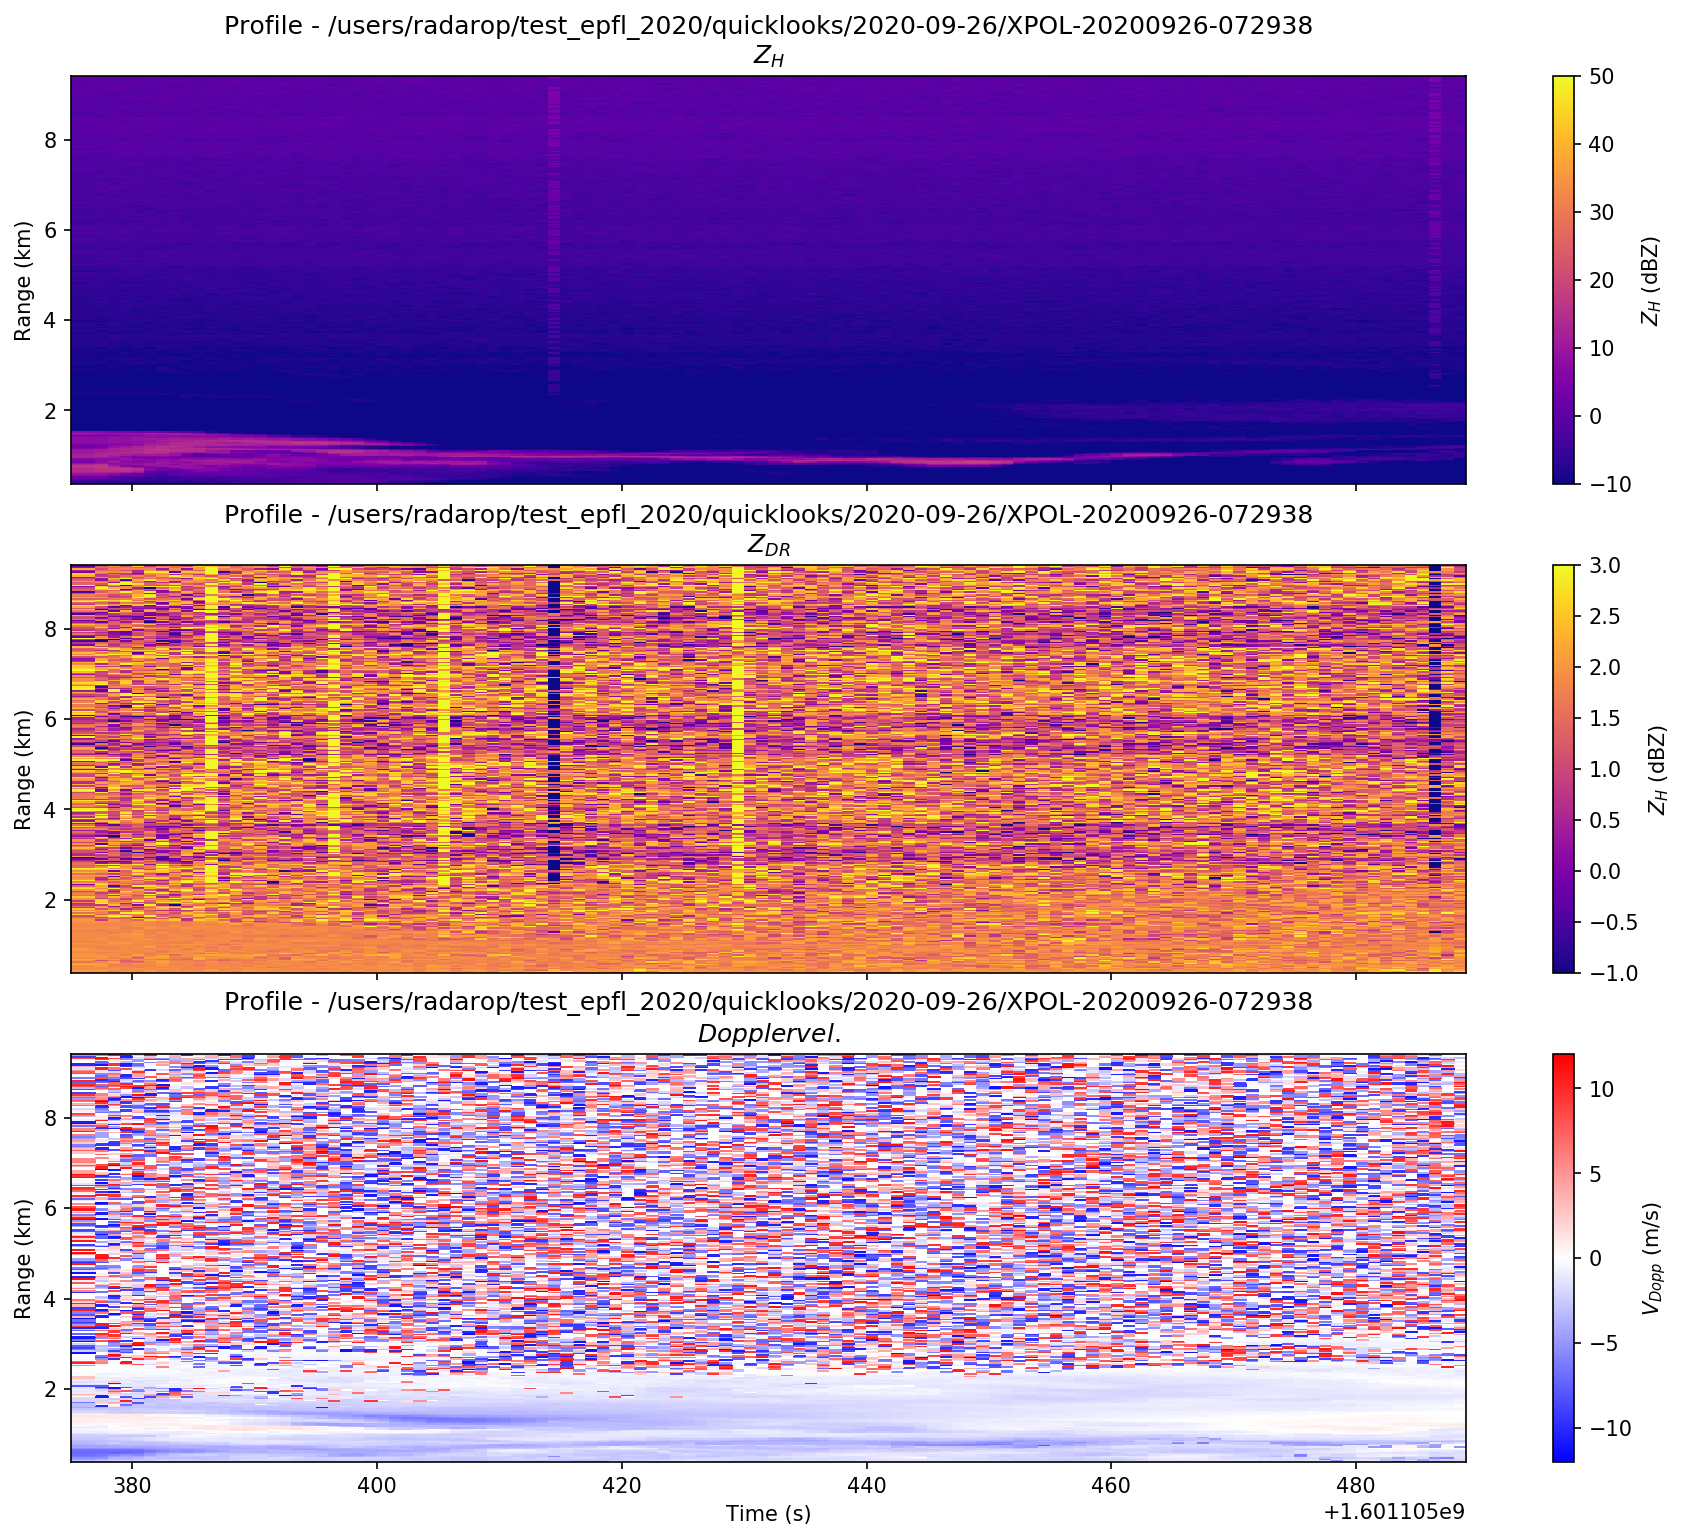 Profile - /users/radarop/test_epfl_2020/quicklooks/2020-09-26/XPOL-20200926-072938
Z_H
Range (km)
8
6
4
2
50
40
30
20
10
0
−10
Z_H (dBZ)
Profile - /users/radarop/test_epfl_2020/quicklooks/2020-09-26/XPOL-20200926-072938
Z_DR
Range (km)
8
6
4
2
3.0
2.5
2.0
1.5
1.0
0.5
0.0
−0.5
−1.0
Z_H (dBZ)
Profile - /users/radarop/test_epfl_2020/quicklooks/2020-09-26/XPOL-20200926-072938
Dopplervel.
Range (km)
8
6
4
2
10
5
0
−5
−10
V_Dopp (m/s)
380 400 420 440 460 480
Time (s)
+1.601105e9